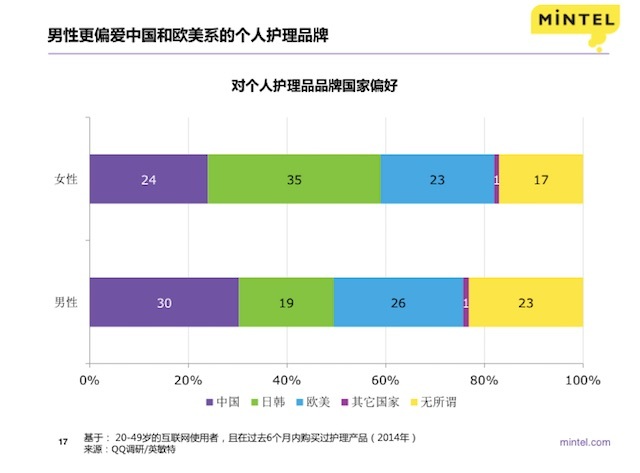 男性更偏爱中国和欧美系的个人护理品牌
MiNTEL
对个人护理品品牌国家偏好
女性 24 35 23 1 17
男性 30 19 26 1 23
0% 20% 40% 60% 80% 100%
中国 日韩 欧美 其它国家 无所谓
17 基于： 20-49岁的互联网使用者，且在过去6个月内购买过护理产品（2014年）
来源：QQ调研/英敏特
mintel.com